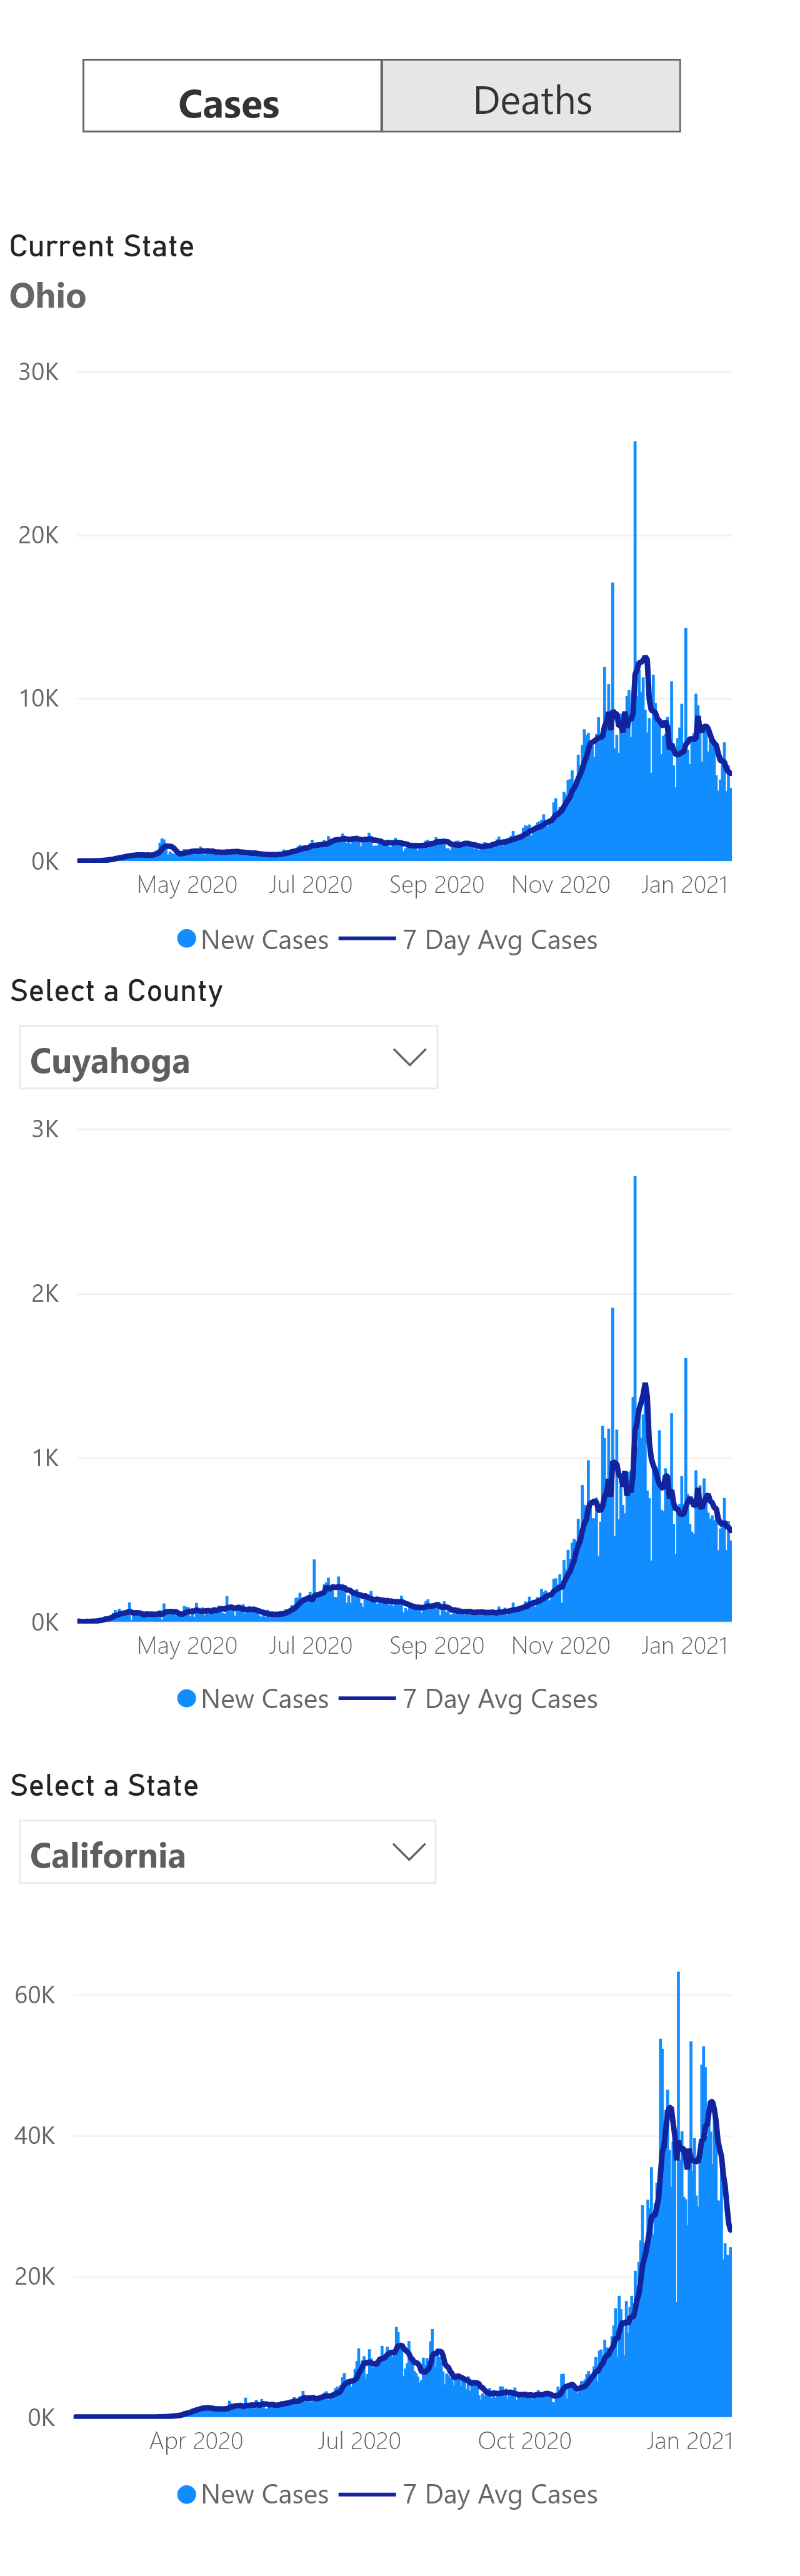 Cases Deaths
Current State
Ohio
30K
20K
10K
0K
May 2020 Jul 2020 Sep 2020 Nov 2020 Jan 2021
New Cases 7 Day Avg Cases
Select a County
Cuyahoga
3K
2K
1K
0K
May 2020 Jul 2020 Sep 2020 Nov 2020 Jan 2021
New Cases 7 Day Avg Cases
Select a State
California
60K
40K
20K
0K
Apr 2020 Jul 2020 Oct 2020 Jan 2021
New Cases 7 Day Avg Cases